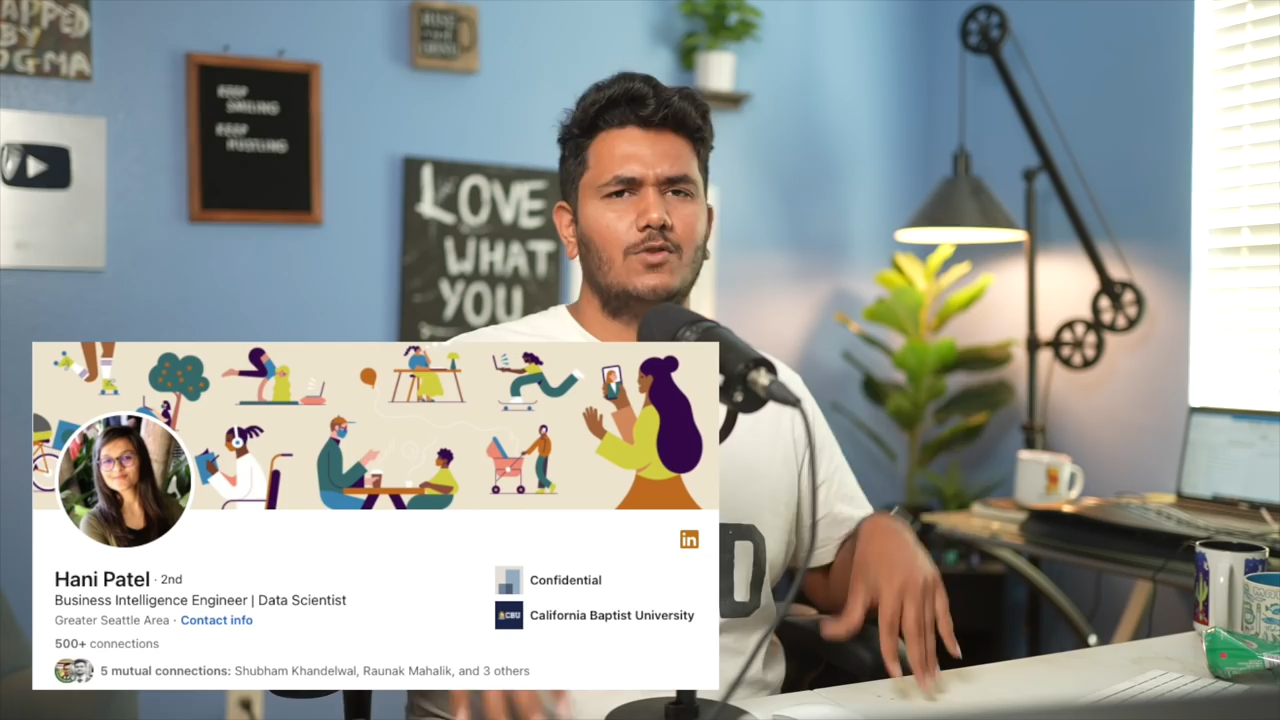 APPED
BY
OGMA
KEEP
SMILING
KEEP
HUSTLING
LOVE
WHAT
YOU
in
Hani Patel · 2nd
Business Intelligence Engineer | Data Scientist
Greater Seattle Area · Contact info
500+ connections
5 mutual connections: Shubham Khandelwal, Raunak Mahalik, and 3 others
Confidential
CBU
California Baptist University